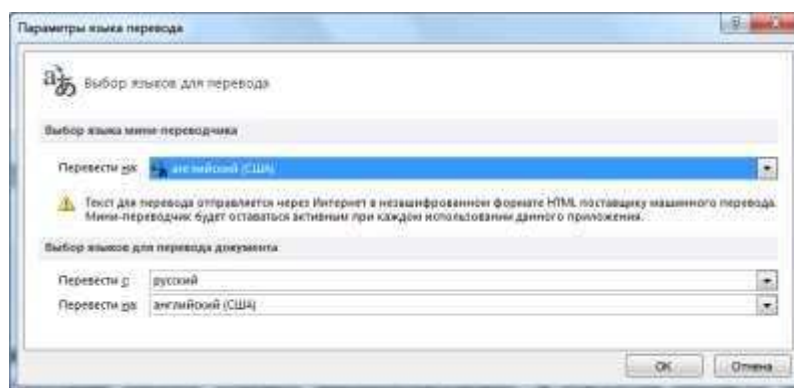 Параметры языка перевода
Выбор языков для перевода
Выбор языка мини-переводчика
Перевести на: английский (США)
Текст для перевода отправляется через Интернет в незашифрованном формате HTML поставщику машинного перевода.
Мини-переводчик будет оставаться активным при каждом использовании данного приложения.
Выбор языков для перевода документа
Перевести с: русский
Перевести на: английский (США)
ОК Отмена